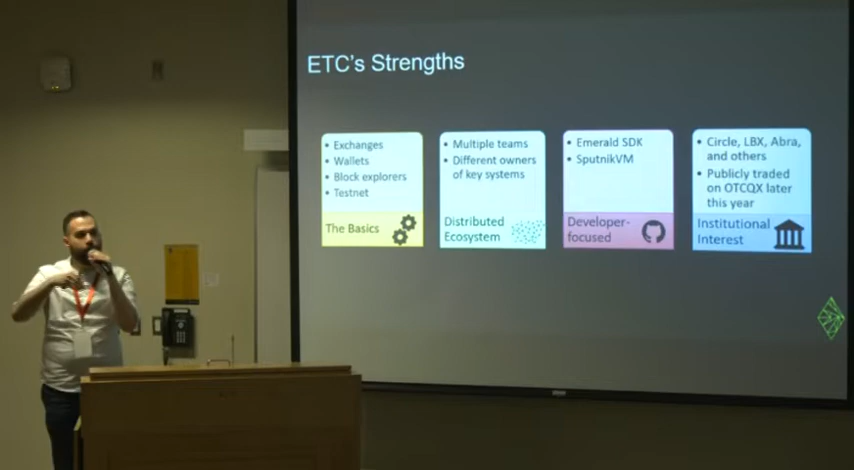 ETC's Strengths
• Exchanges
• Wallets
• Block explorers
• Testnet
The Basics
• Multiple teams
• Different owners
of key systems
Distributed
Ecosystem
• Emerald SDK
• SputnikVM
Developer-
focused
• Circle, LBX, Abra,
and others
• Publicly traded
on OTCQX later
this year
Institutional
Interest